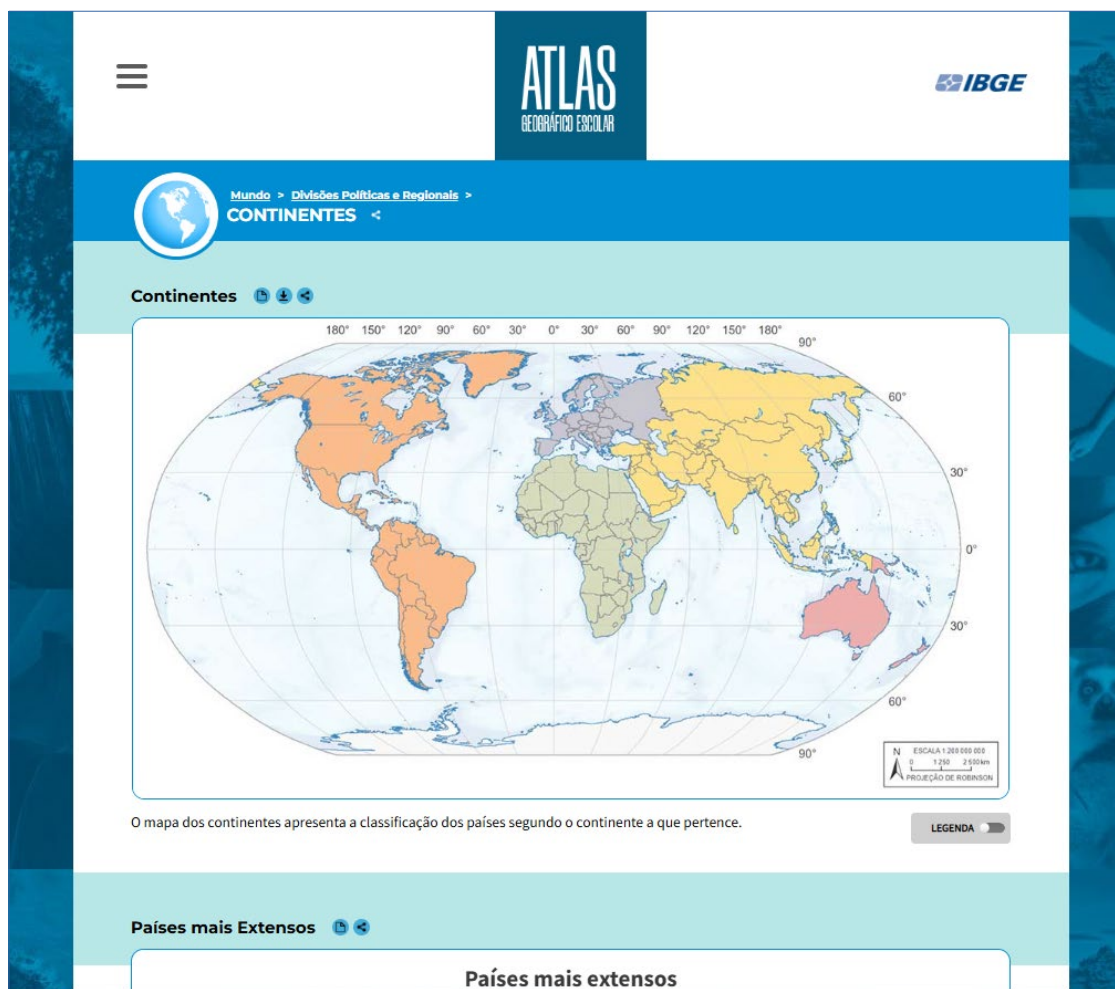 ATLAS
GEOGRÁFICO ESCOLAR
IBGE
Mundo > Divisões Políticas e Regionais >
CONTINENTES
Continentes
180° 150° 120° 90° 60° 30° 0° 30° 60° 90° 120° 150° 180°
90°
60°
30°
0°
30°
60°
90°
N ESCALA 1:260 000 000
0 1 250 2 530 km
PROJEÇÃO DE ROBINSON
O mapa dos continentes apresenta a classificação dos países segundo o continente a que pertence.
LEGENDA
Países mais Extensos
Países mais extensos